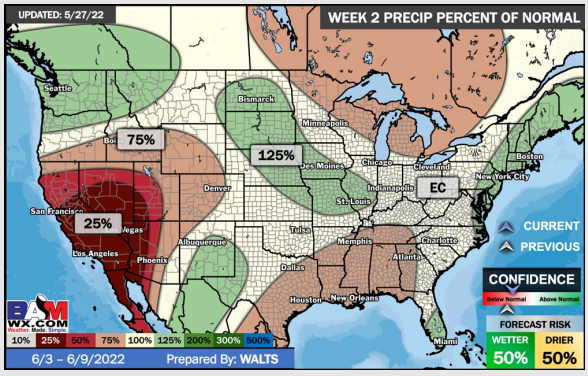 UPDATED: 5/27/22
WEEK 2 PRECIP PERCENT OF NORMAL
Seattle
Bismarck
Minneapolis
Boi
75%
125%
Des Moines
Chicago
Cleveland
Boston
New York City
Denver
Indianapolis
EC
St. Louis
San Francisco
25%
Vegas
Los Angeles
Phoenix
Albuquerque
Tulsa
Memphis
Charlotte
Atlanta
Dallas
Houston
New Orleans
Miami
CURRENT
PREVIOUS
CONFIDENCE
Below Normal
Above Normal
FORECAST RISK
WETTER
DRIER
50%
50%
BAM
WX.COM
Weather. Made. Simple.
10% 25% 50% 75% 100% 125% 200% 300% 500%
6/3 – 6/9/2022
Prepared By: WALTS